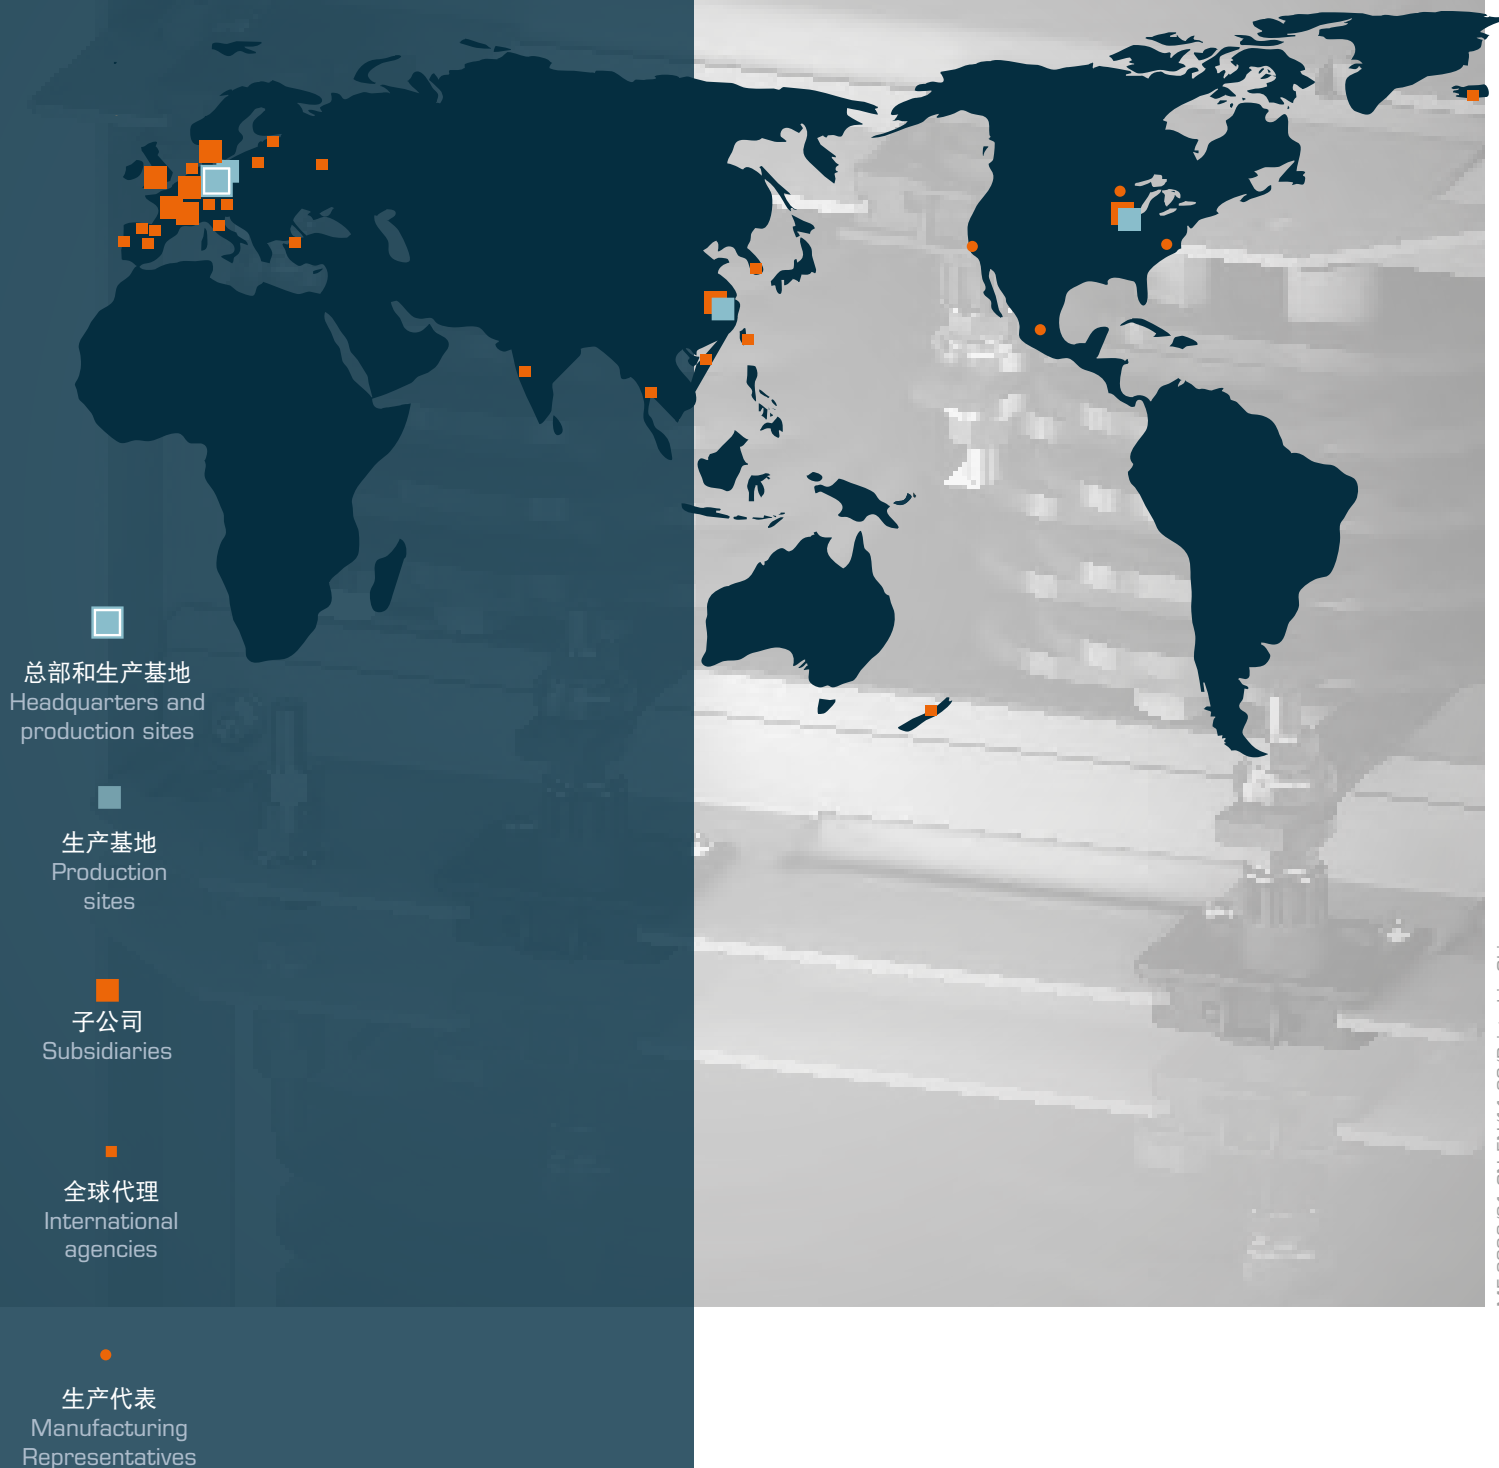 总部和生产基地
Headquarters and
production sites
生产基地
Production
sites
子公司
Subsidiaries
全球代理
International
agencies
生产代表
Manufacturing
Representatives